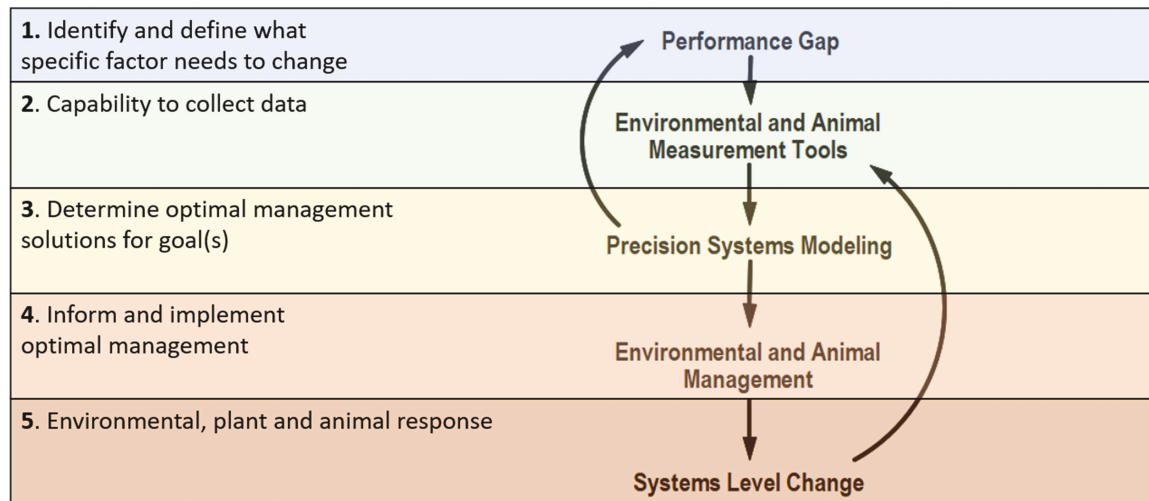 1. Identify and define what
specific factor needs to change
Performance Gap
2. Capability to collect data
Environmental and Animal
Measurement Tools
3. Determine optimal management
solutions for goal(s)
Precision Systems Modeling
4. Inform and implement
optimal management
Environmental and Animal
Management
5. Environmental, plant and animal response
Systems Level Change